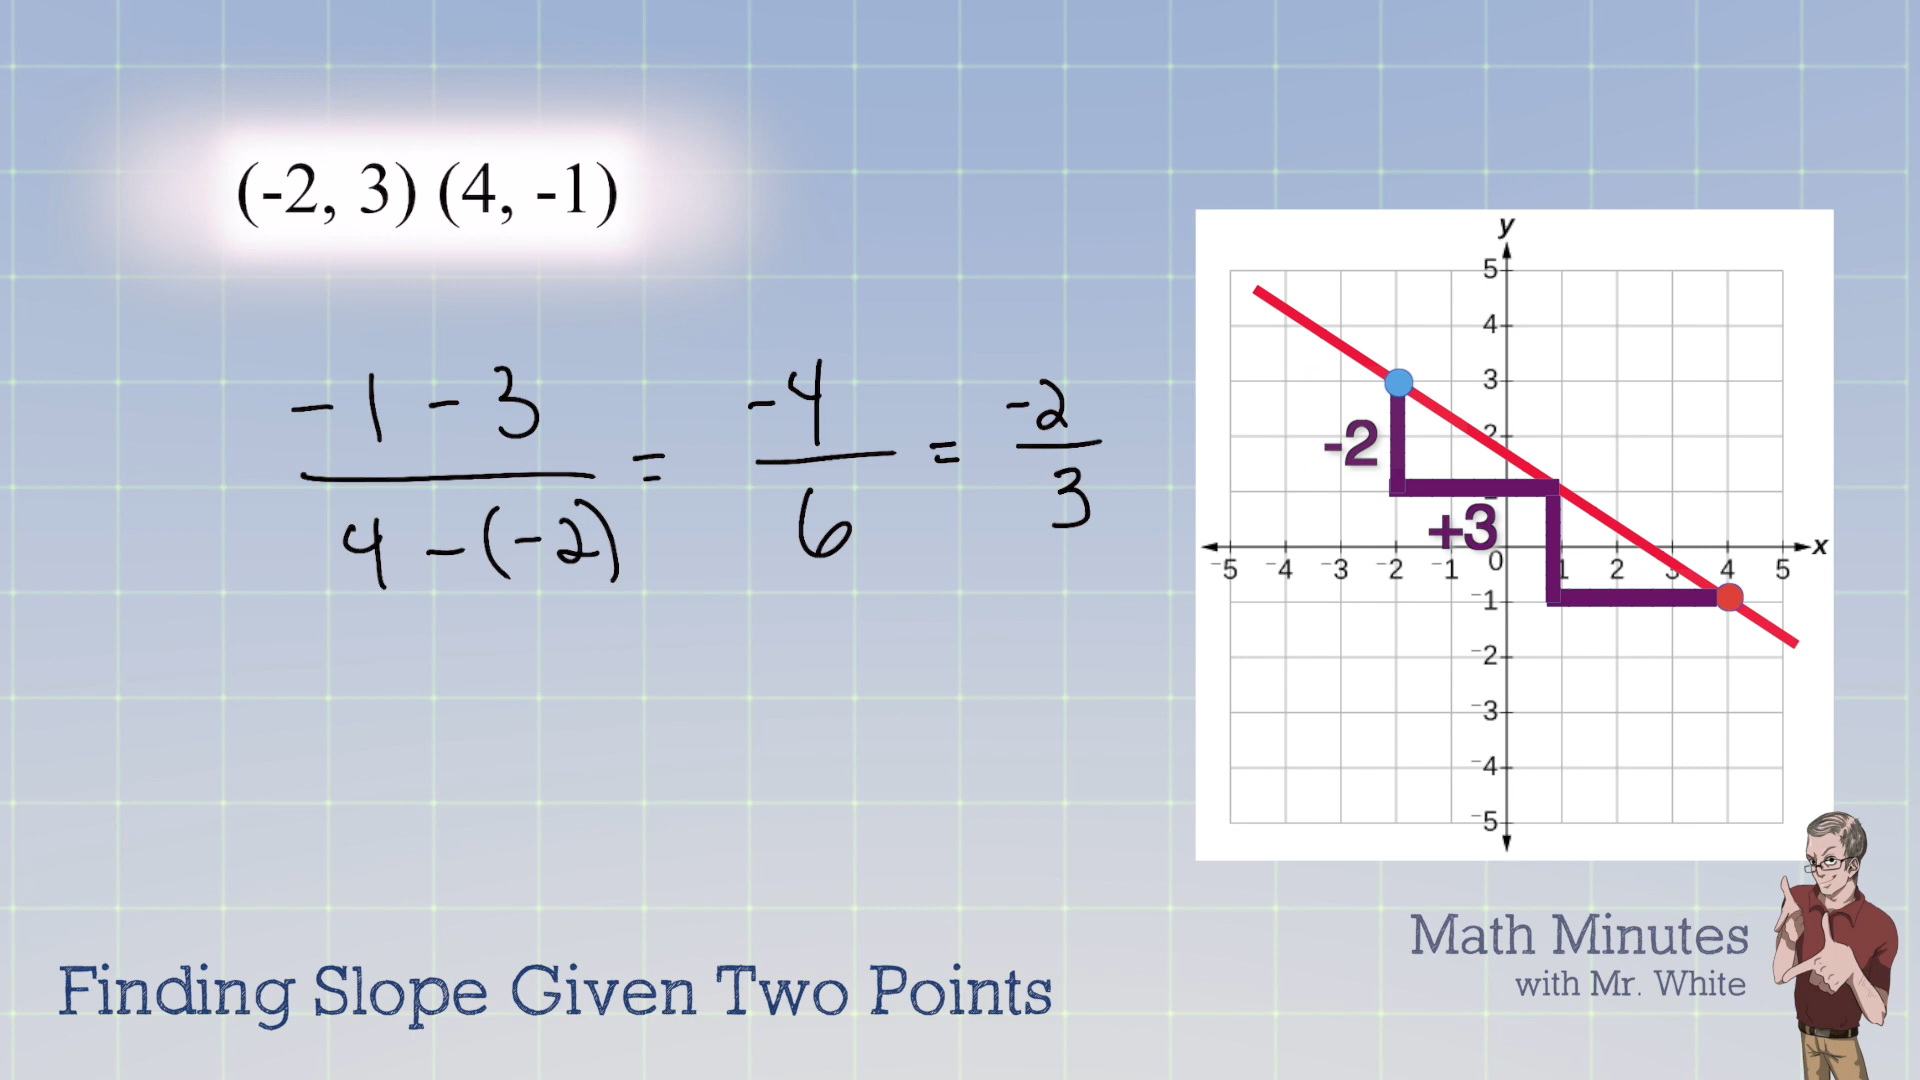 (-2, 3) (4, -1)
-1 - 3 / 4 - (-2) = -4 / 6 = -2 / 3
y
5
4
3
2
-2
+3
x
-5 -4 -3 -2 -1 0 1 2 3 4 5
-1
-2
-3
-4
-5
Math Minutes
with Mr. White
Finding Slope Given Two Points